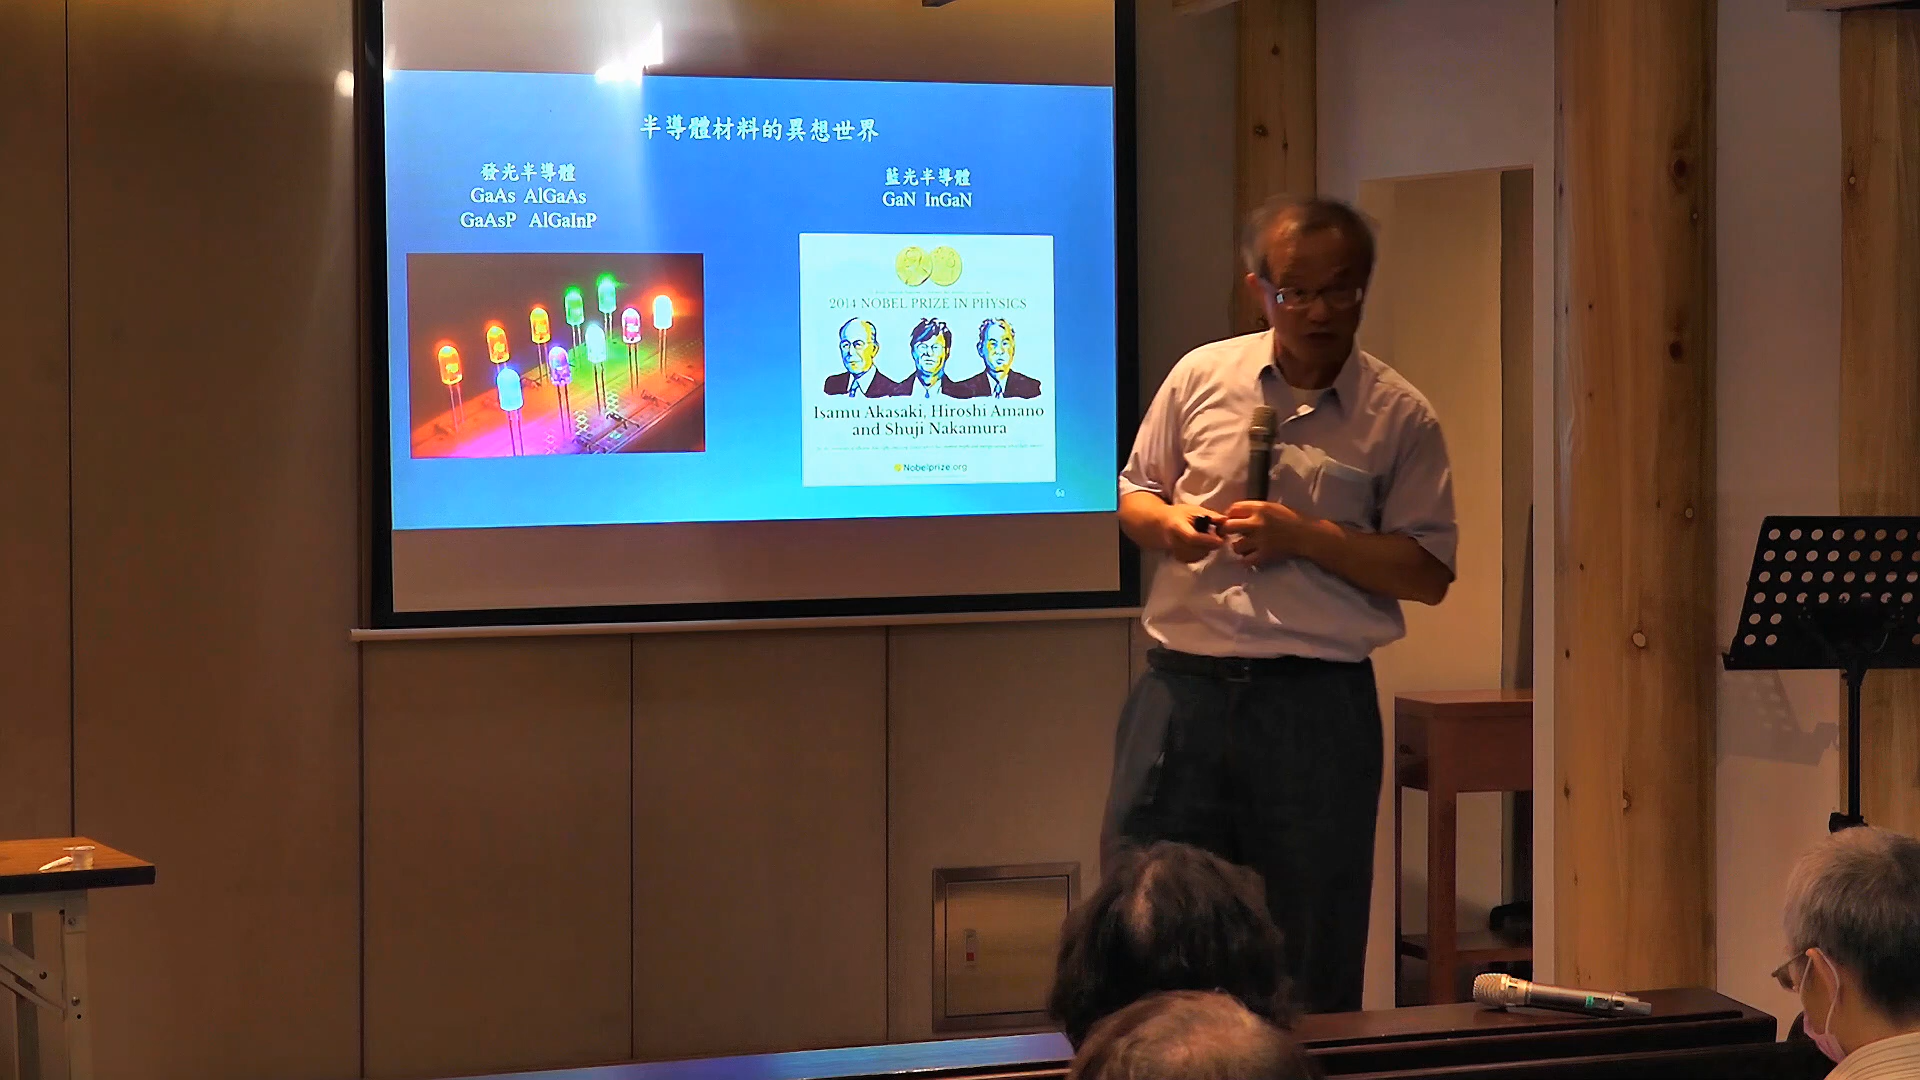 半導體材料的異想世界
發光半導體
GaAs AlGaAs
GaAsP AlGaInP
藍光半導體
GaN InGaN
2014 NOBEL PRIZE IN PHYSICS
Isamu Akasaki, Hiroshi Amano
and Shuji Nakamura
Nobelprize.org